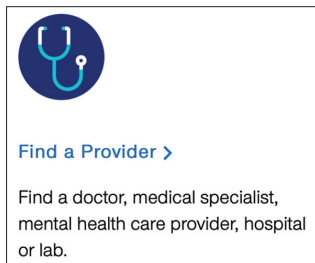 Find a Provider >
Find a doctor, medical specialist,
mental health care provider, hospital
or lab.